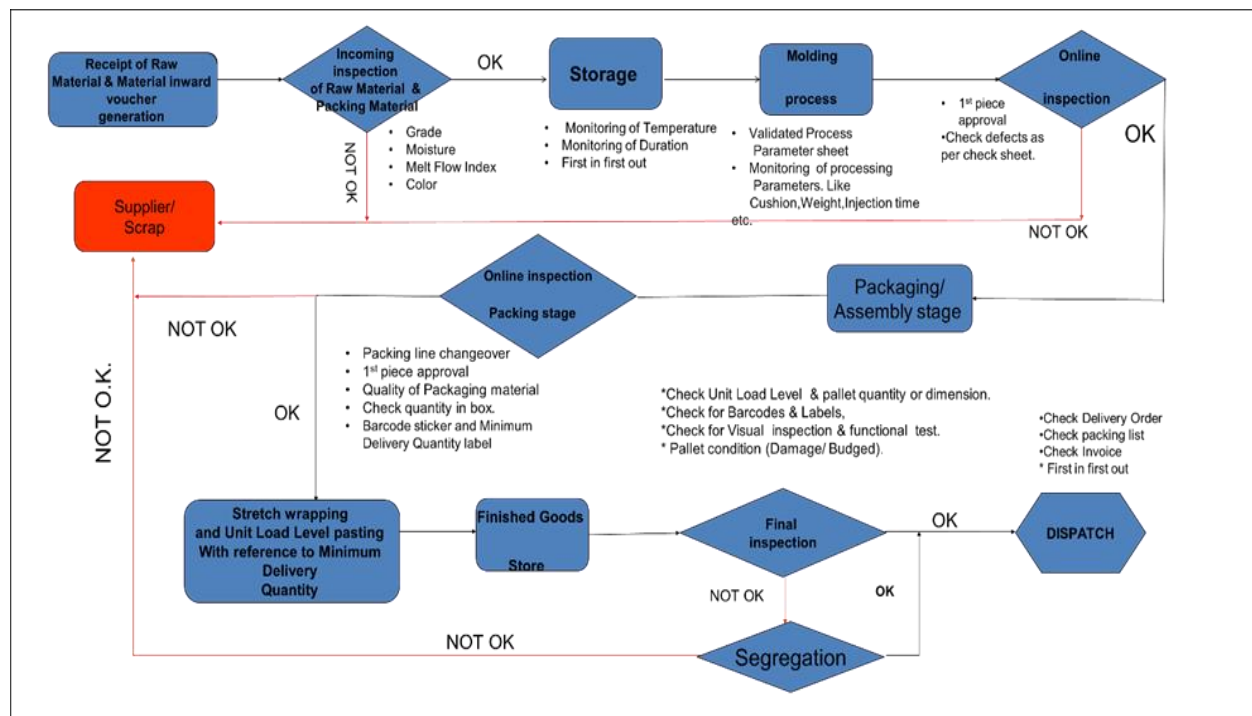 Receipt of Raw
Material & Material inward
voucher
generation
Incoming
inspection
of Raw Material &
Packing Material
OK
Storage
Molding
process
Online
inspection
• Grade
• Moisture
• Melt Flow Index
• Color
NOT OK
• Monitoring of Temperature
• Monitoring of Duration
• First in first out
• Validated Process
Parameter sheet
• Monitoring of processing
Parameters. Like
Cushion,Weight,Injection time
etc.
• 1st piece
approval
•Check defects as
per check sheet.
OK
NOT OK
Supplier/
Scrap
Online inspection
Packing stage
Packaging/
Assembly stage
NOT OK
• Packing line changeover
• 1st piece approval
• Quality of Packaging material
• Check quantity in box.
• Barcode sticker and Minimum
Delivery Quantity label
OK
NOT O.K.
*Check Unit Load Level & pallet quantity or dimension.
*Check for Barcodes & Labels,
*Check for Visual inspection & functional test.
* Pallet condition (Damage/ Budged).
•Check Delivery Order
•Check packing list
•Check Invoice
* First in first out
Stretch wrapping
and Unit Load Level pasting
With reference to Minimum
Delivery
Quantity
Finished Goods
Store
Final
inspection
OK
DISPATCH
NOT OK
OK
NOT OK
Segregation